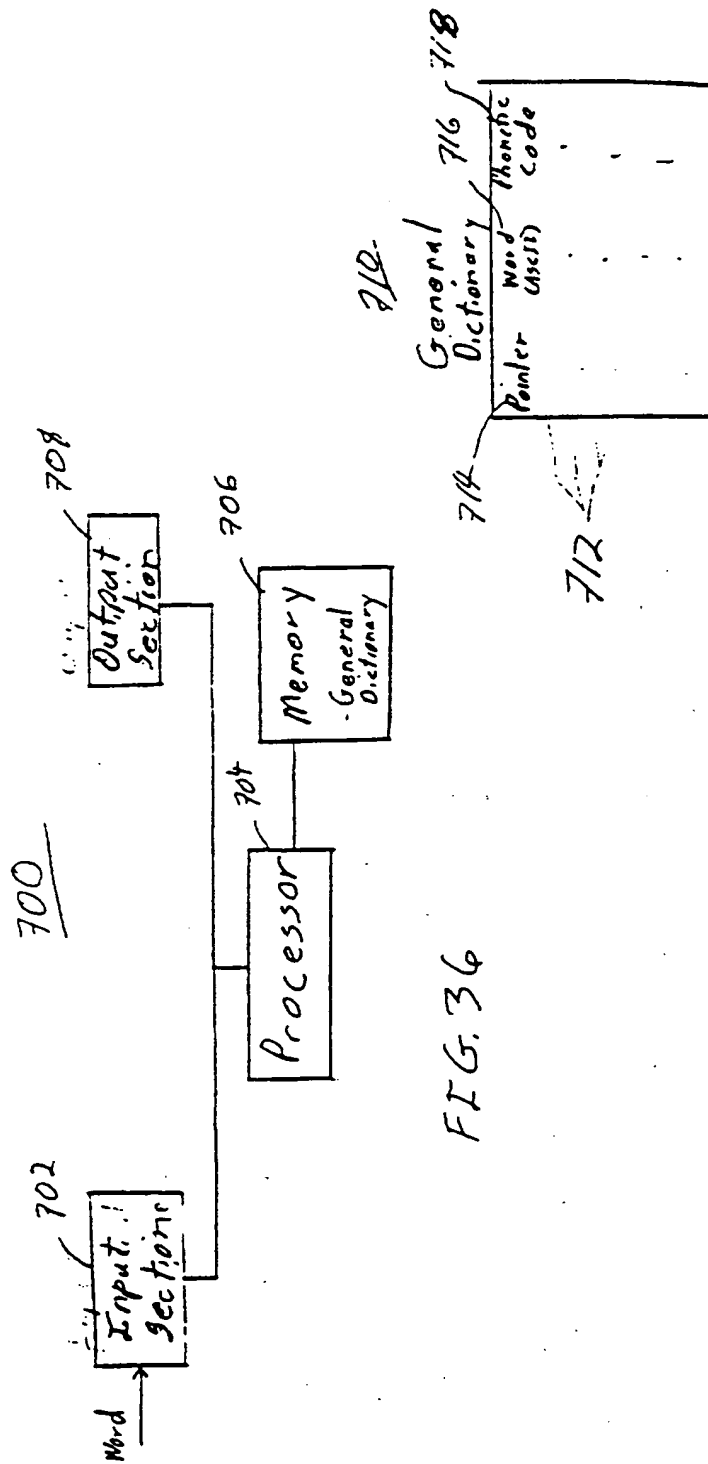 700
Word
702
Input
Sections
708
Output
Section
Processor
704
706
Memory
- General
Dictionary
FIG. 36
710
General
Dictionary
714
716
718
Pointer
Word
(ASCII)
Phonetic
Code
712